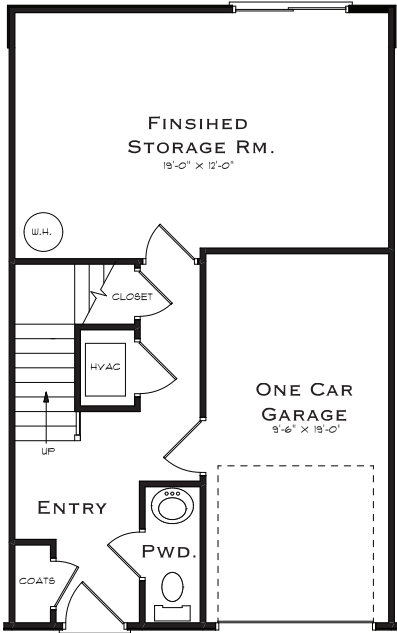 FINSIHED
STORAGE RM.
19'-0" X 12'-0"
W.H.
CLOSET
HVAC
ONE CAR
GARAGE
9'-6" X 19'-0"
UP
ENTRY
PWD.
COATS